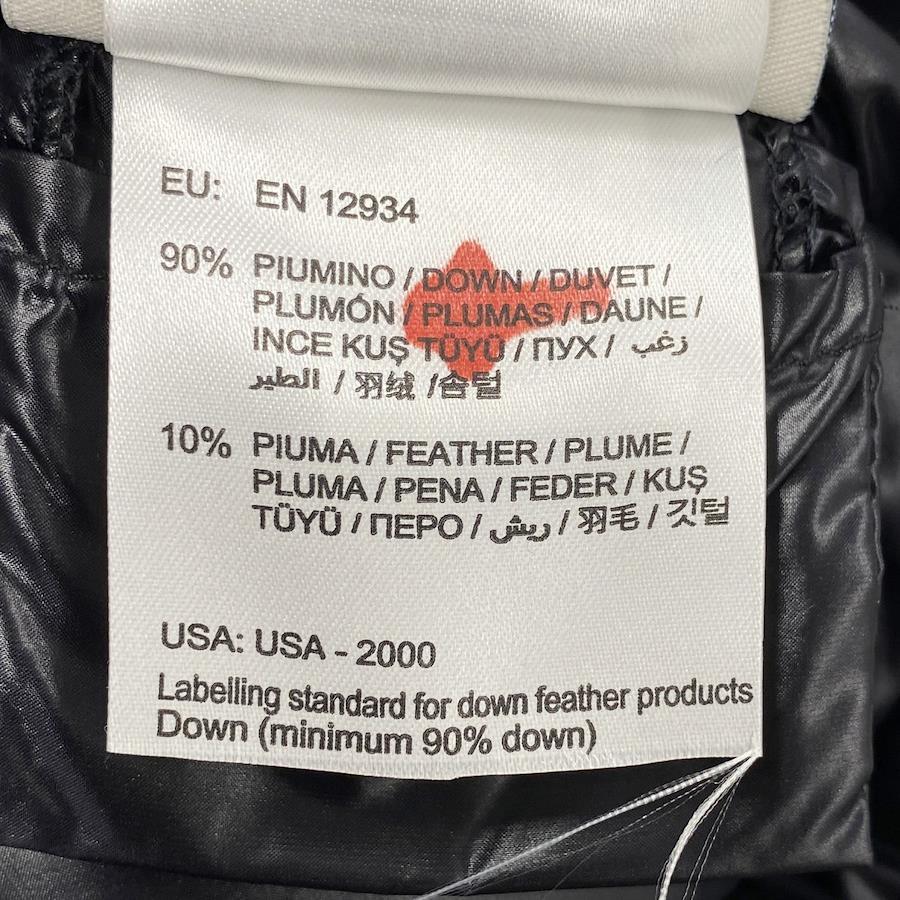 EU: EN 12934
90% PIUMINO / DOWN / DUVET /
PLUMÓN / PLUMAS / DAUNE /
INCE KUŞ TÜYÜ / ПУХ / زغب
الطير / 羽绒 / 솜털
10% PIUMA / FEATHER / PLUME /
PLUMA / PENA / FEDER / KUŞ
TÜYÜ / ПЕРО / ريش / 羽毛 / 깃털
USA: USA - 2000
Labelling standard for down feather products
Down (minimum 90% down)